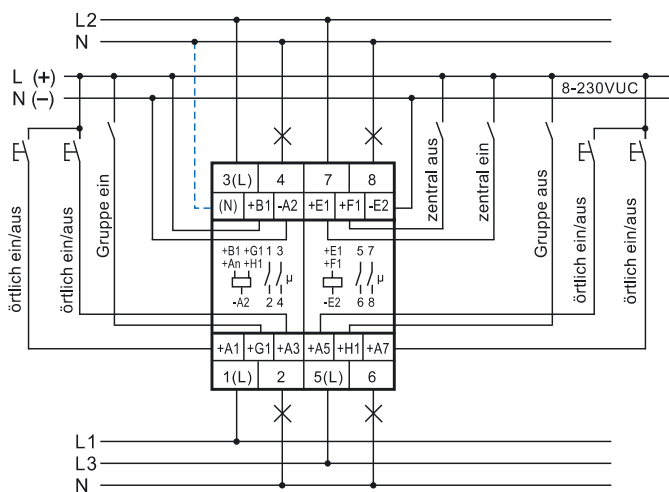 L2
N
L (+)
N (–)
8-230VUC
örtlich ein/aus
örtlich ein/aus
Gruppe ein
zentral aus
zentral ein
Gruppe aus
örtlich ein/aus
örtlich ein/aus
3(L) 4 7 8
(N) +B1 -A2 +E1 +F1 -E2
+B1 +G1 1 3
+An +H1
µ
-A2 2 4
+E1 5 7
+F1
µ
-E2 6 8
+A1 +G1 +A3 +A5 +H1 +A7
1(L) 2 5(L) 6
L1
L3
N